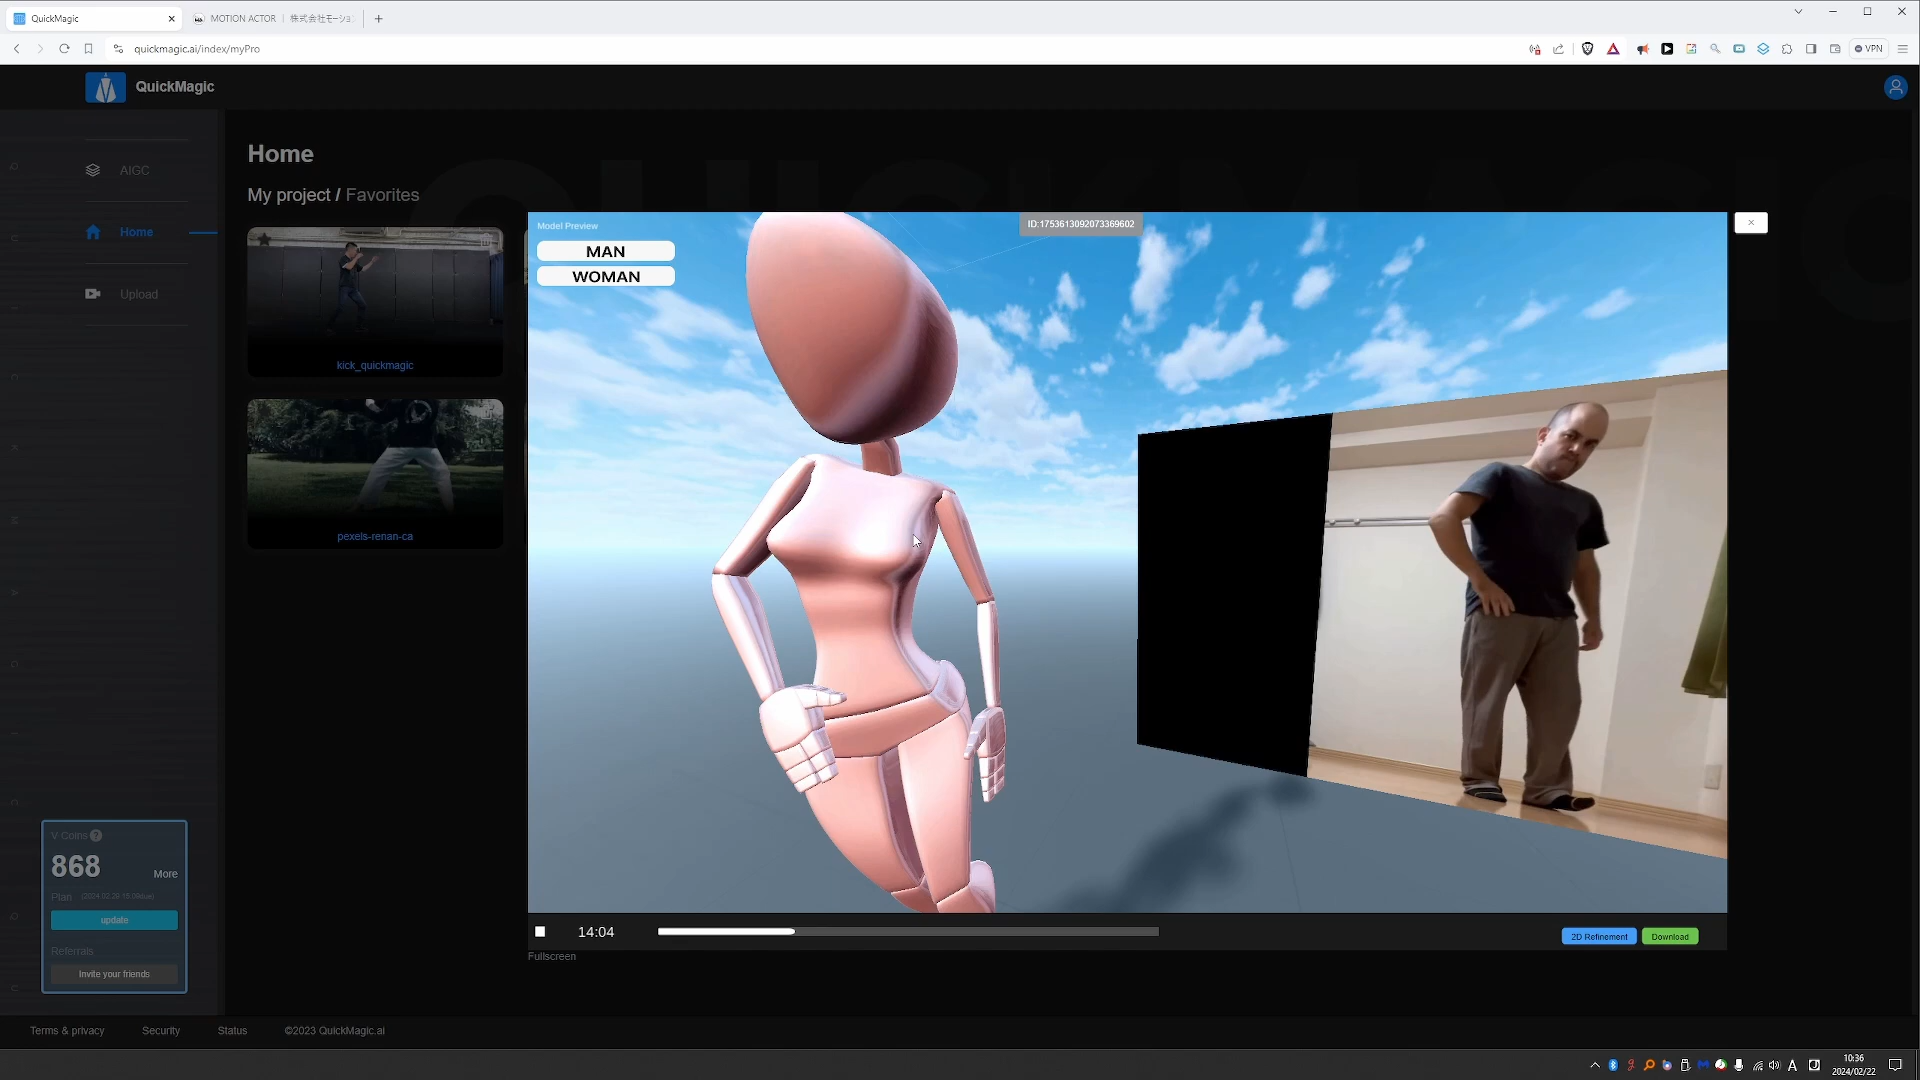 QuickMagic
MOTION ACTOR | 株式会社モーショ
quickmagic.ai/index/myPro
VPN
QuickMagic
AIGC
Home
Upload
Home
My project / Favorites
kick_quickmagic
pexels-renan-ca
Model Preview
MAN
WOMAN
ID:1753613092073369602
14:04
2D Refinement
Download
Fullscreen
V Coins ?
868
More
Plan
update
Referrals
Invite your friends
Terms & privacy
Security
Status
©2023 QuickMagic.ai
A
10:36
2024/02/22